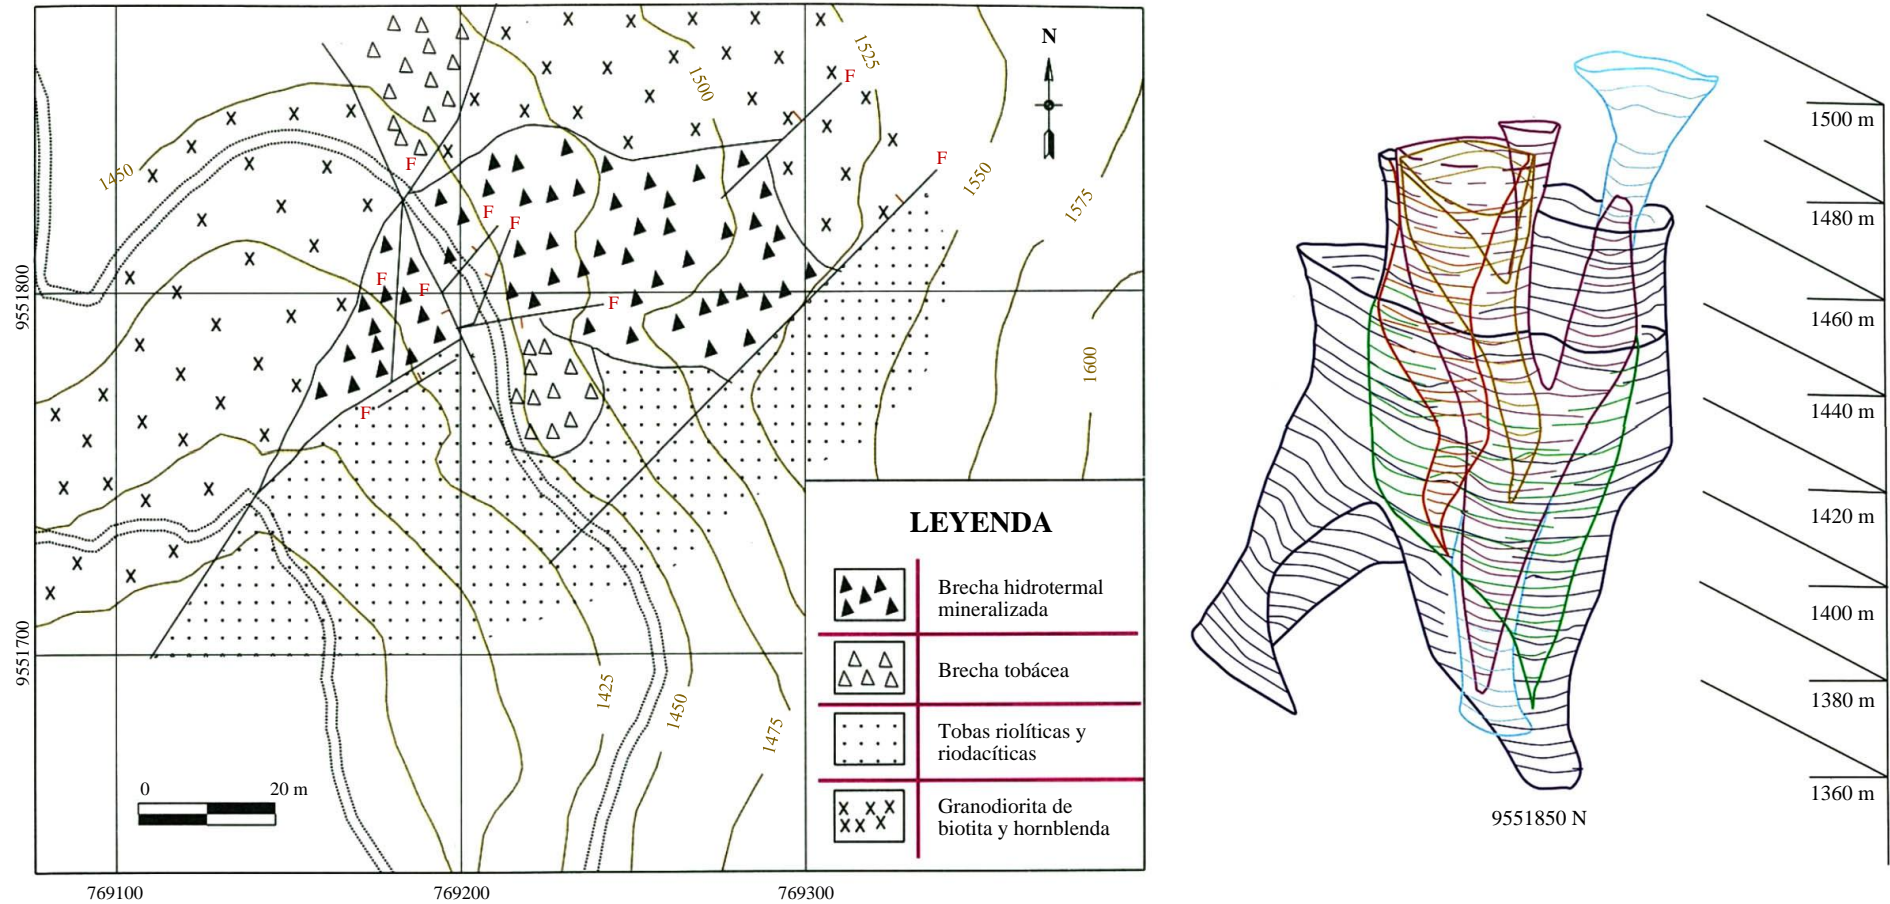 N
F
F
F
F
F
F
F
F
F
1450
1500
1525
1550
1575
1600
1425
1450
1475
9551800
9551700
0 20 m
769100
769200
769300
LEYENDA
Brecha hidrotermal
mineralizada
Brecha tobácea
Tobas riolíticas y
riodacíticas
Granodiorita de
biotita y hornblenda
1500 m
1480 m
1460 m
1440 m
1420 m
1400 m
1380 m
1360 m
9551850 N